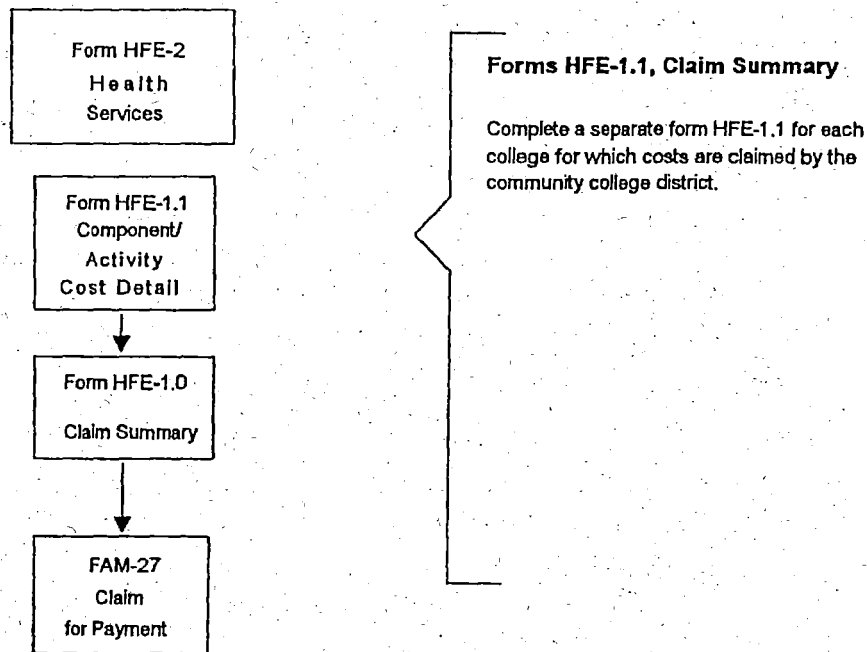 Form HFE-2
Health
Services
Form HFE-1.1
Component/
Activity
Cost Detail
Form HFE-1.0
Claim Summary
FAM-27
Claim
for Payment
Forms HFE-1.1, Claim Summary
Complete a separate form HFE-1.1 for each
college for which costs are claimed by the
community college district.